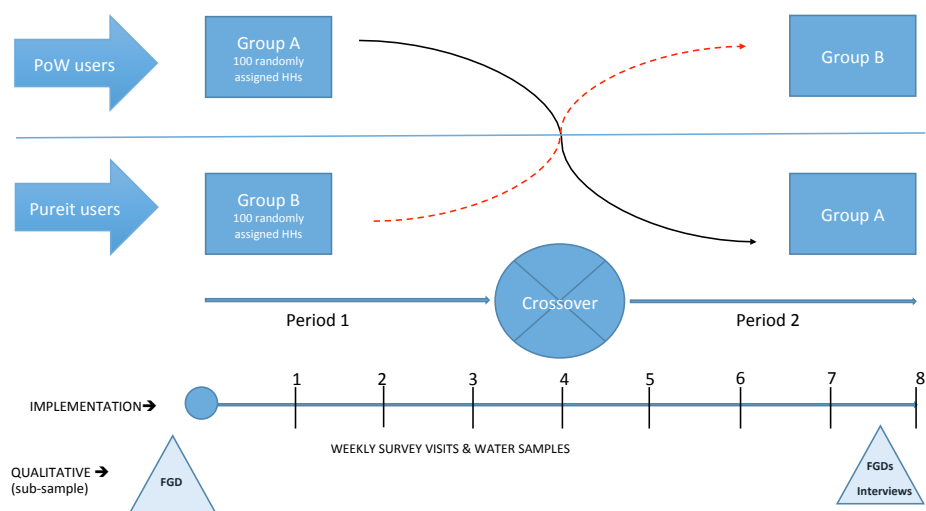 PoW users
Group A
100 randomly
assigned HHs
Group B
Pureit users
Group B
100 randomly
assigned HHs
Group A
Crossover
Period 1
Period 2
1 2 3 4 5 6 7 8
IMPLEMENTATION➔
WEEKLY SURVEY VISITS & WATER SAMPLES
QUALITATIVE ➔
(sub-sample)
FGD
FGDs
Interviews